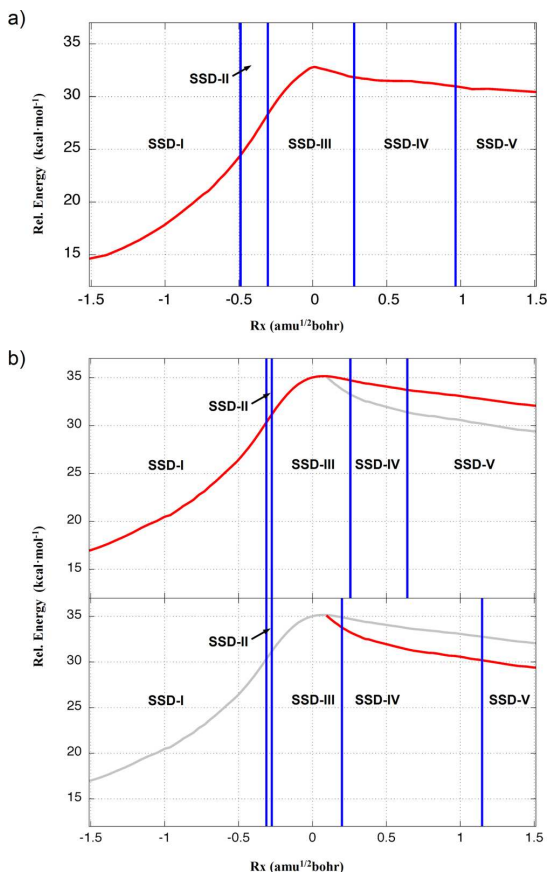 a)
35
30
25
20
15
SSD-I
SSD-II
SSD-III
SSD-IV
SSD-V
Rel. Energy (kcal·mol⁻¹)
-1.5 -1 -0.5 0 0.5 1 1.5
Rx (amu¹/²bohr)
b)
35
30
25
20
15
SSD-I
SSD-II
SSD-III
SSD-IV
SSD-V
Rel. Energy (kcal·mol⁻¹)
35
30
25
20
15
SSD-I
SSD-II
SSD-III
SSD-IV
SSD-V
-1.5 -1 -0.5 0 0.5 1 1.5
Rx (amu¹/²bohr)